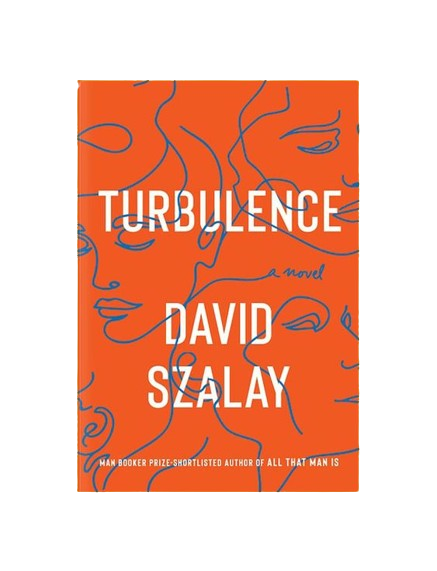 TURBULENCE
a novel
DAVID
SZALAY
MAN BOOKER PRIZE-SHORTLISTED AUTHOR OF ALL THAT MAN IS